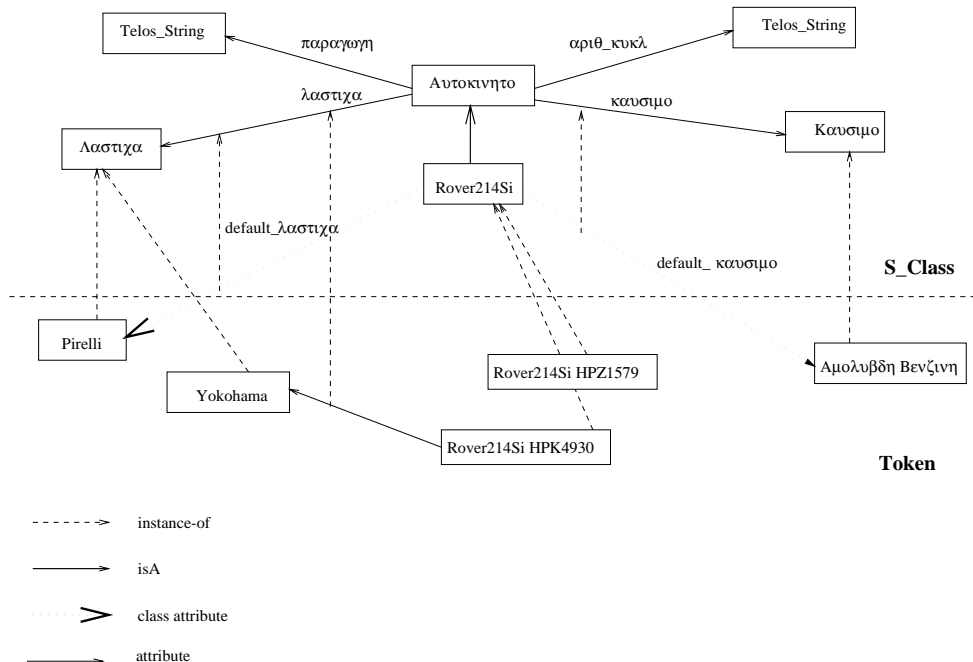 Telos_String
Telos_String
παραγωγη
αριθ_κυκλ
Αυτοκινητο
λαστιχα
καυσιμο
Λαστιχα
Καυσιμο
Rover214Si
default_λαστιχα
default_ καυσιμο
S_Class
Pirelli
Rover214Si HPZ1579
Αμολυβδη Βενζινη
Yokohama
Rover214Si HPK4930
Token
instance-of
isA
class attribute
attribute